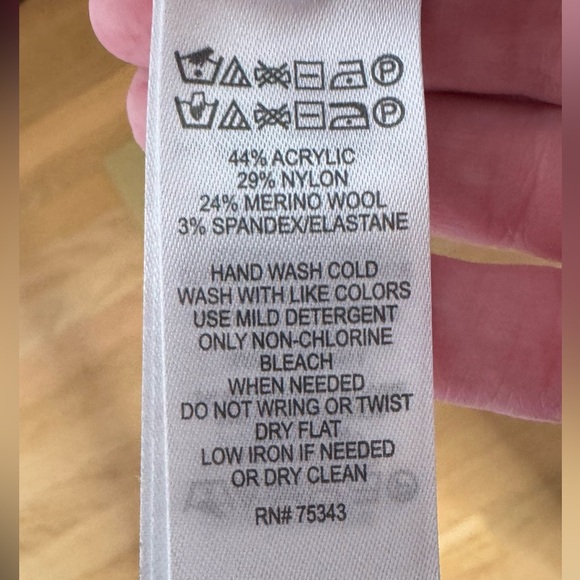 P
P
44% ACRYLIC
29% NYLON
24% MERINO WOOL
3% SPANDEX/ELASTANE
HAND WASH COLD
WASH WITH LIKE COLORS
USE MILD DETERGENT
ONLY NON-CHLORINE
BLEACH
WHEN NEEDED
DO NOT WRING OR TWIST
DRY FLAT
LOW IRON IF NEEDED
OR DRY CLEAN
RN# 75343